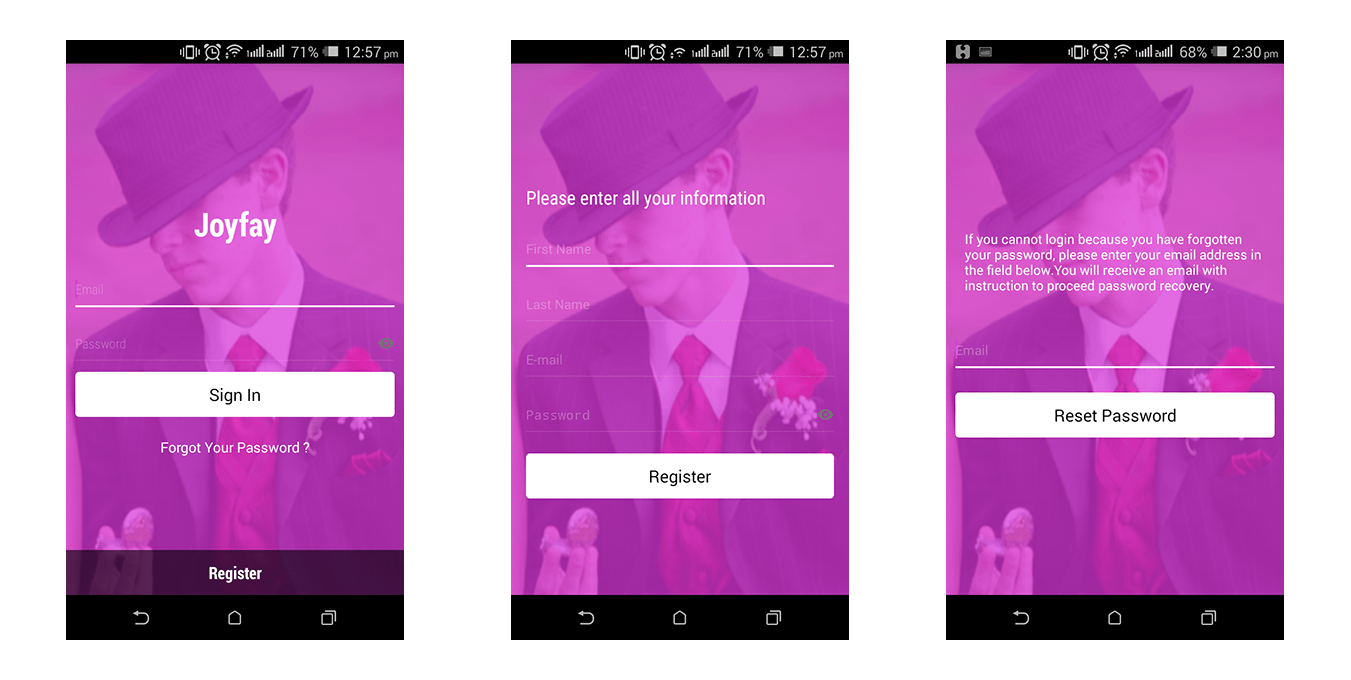 71% 12:57 pm
Joyfay
Email
Password
Sign In
Forgot Your Password ?
Register
71% 12:57 pm
Please enter all your information
First Name
Last Name
E-mail
Password
Register
68% 2:30 pm
If you cannot login because you have forgotten
your password, please enter your email address in
the field below.You will receive an email with
instruction to proceed password recovery.
Email
Reset Password